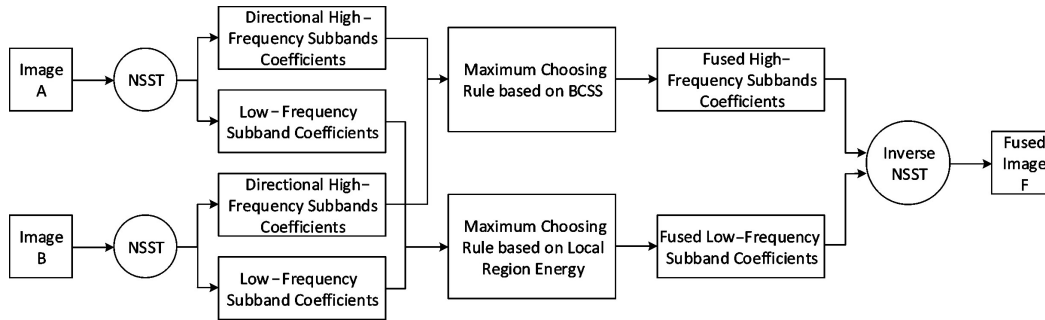 Image
A
NSST
Directional High–
Frequency Subbands
Coefficients
Low–Frequency
Subband Coefficients
Maximum Choosing
Rule based on BCSS
Fused High–
Frequency Subbands
Coefficients
Image
B
NSST
Directional High–
Frequency Subbands
Coefficients
Low–Frequency
Subband Coefficients
Maximum Choosing
Rule based on Local
Region Energy
Fused Low–Frequency
Subband Coefficients
Inverse
NSST
Fused
Image
F